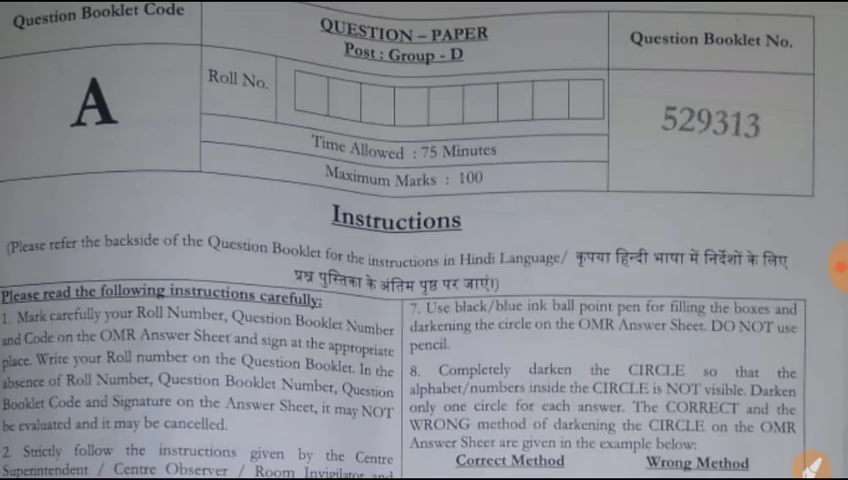 Question Booklet Code
QUESTION – PAPER
Post : Group - D
Question Booklet No.
A
Roll No.
529313
Time Allowed : 75 Minutes
Maximum Marks : 100
Instructions
(Please refer the backside of the Question Booklet for the instructions in Hindi Language/ कृपया हिन्दी भाषा में निर्देशों के लिए
प्रश्न पुस्तिका के अंतिम पृष्ठ पर जाएं।)
Please read the following instructions carefully:
1. Mark carefully your Roll Number, Question Booklet Number
and Code on the OMR Answer Sheet and sign at the appropriate
place. Write your Roll number on the Question Booklet. In the
absence of Roll Number, Question Booklet Number, Question
Booklet Code and Signature on the Answer Sheet, it may NOT
be evaluated and it may be cancelled.
2. Strictly follow the instructions given by the Centre
Superintendent / Centre Observer / Room Invigilator and
7. Use black/blue ink ball point pen for filling the boxes and
darkening the circle on the OMR Answer Sheet. DO NOT use
pencil.
8. Completely darken the CIRCLE so that the
alphabet/numbers inside the CIRCLE is NOT visible. Darken
only one circle for each answer. The CORRECT and the
WRONG method of darkening the CIRCLE on the OMR
Answer Sheet are given in the example below:
Correct Method Wrong Method